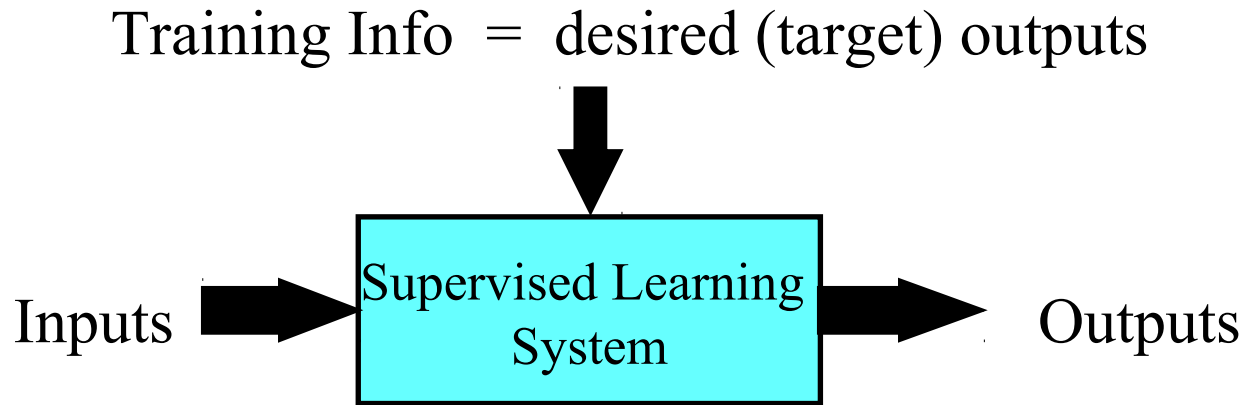 Training Info = desired (target) outputs
Supervised Learning
System
Inputs
Outputs